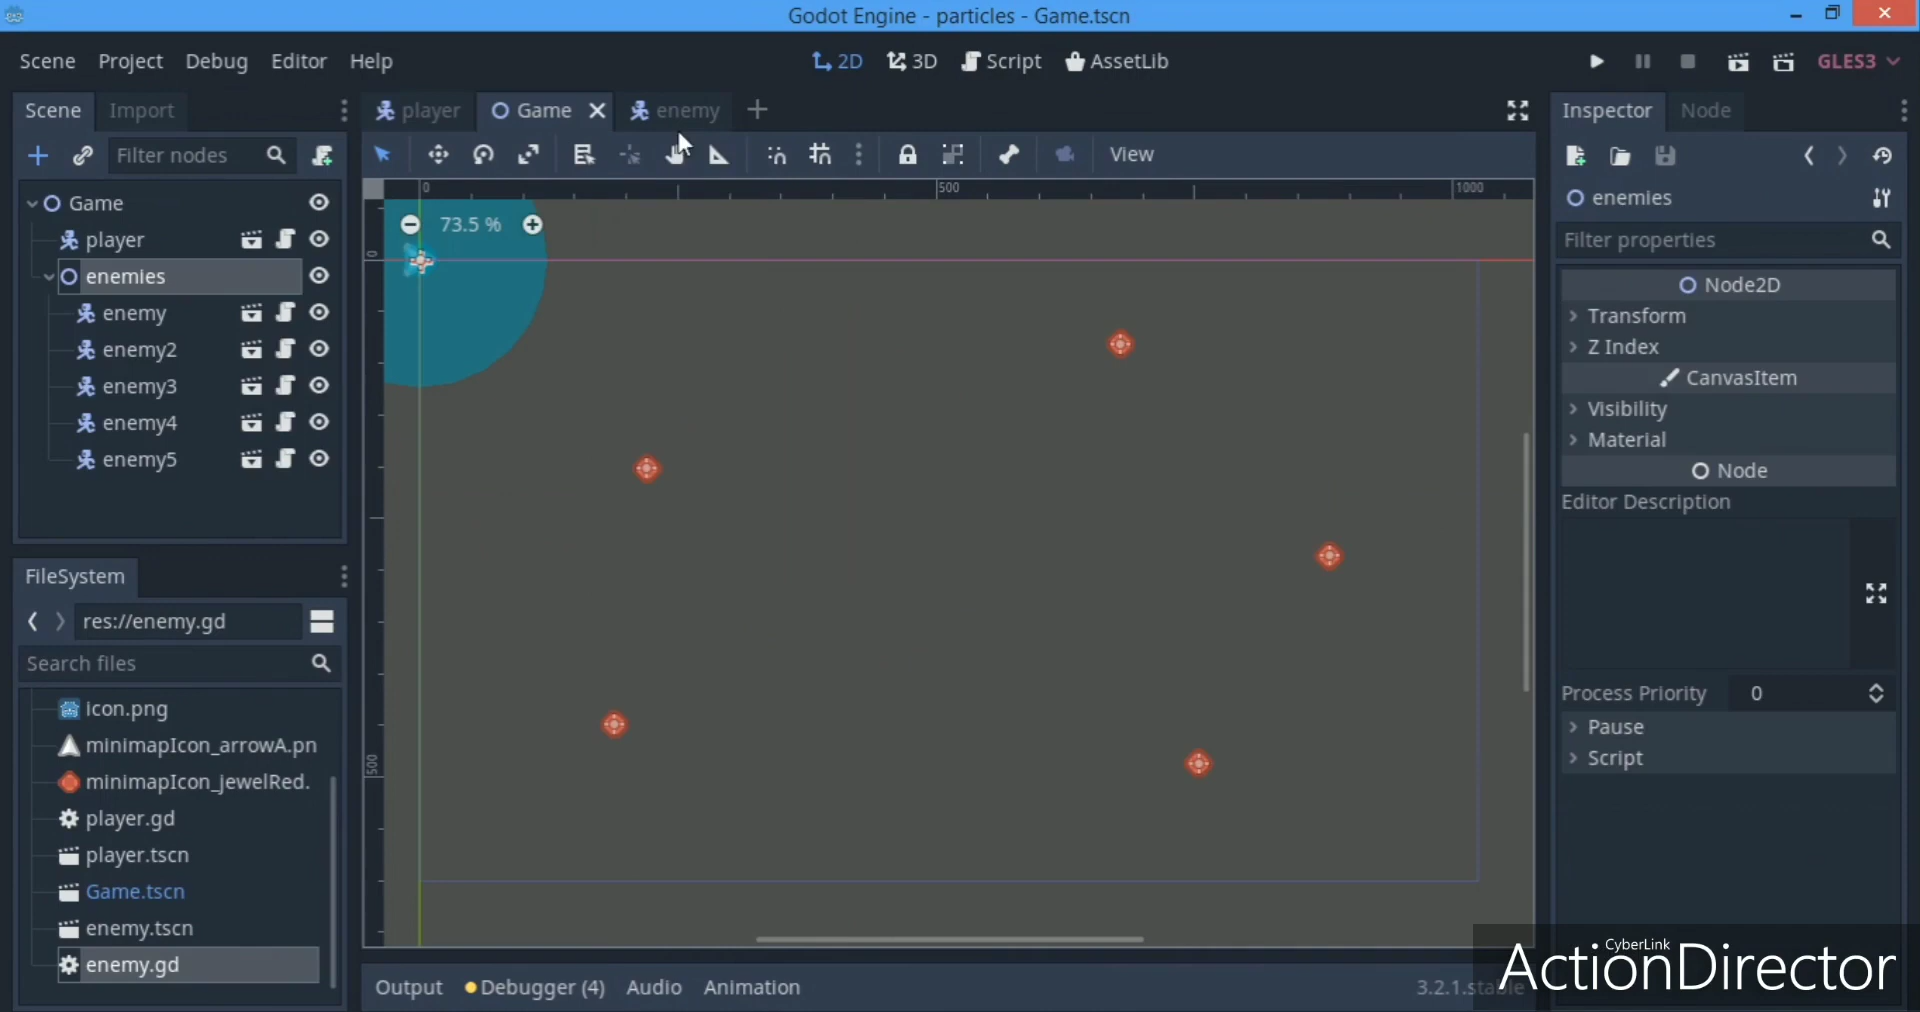 Godot Engine - particles - Game.tscn
Scene Project Debug Editor Help 2D 3D Script AssetLib GLES3
Scene Import player Game enemy Inspector Node
Filter nodes View
0 500 1000
Game 73.5 % enemies
player Filter properties
0
enemies Node2D
enemy Transform
enemy2 Z Index
enemy3 CanvasItem
enemy4 Visibility
enemy5 Material
Node
Editor Description
FileSystem
res://enemy.gd
Search files
icon.png Process Priority 0
minimapIcon_arrowA.pn Pause
minimapIcon_jewelRed. Script
500
player.gd
player.tscn
Game.tscn
enemy.tscn
enemy.gd
CyberLink
ActionDirector
Output Debugger (4) Audio Animation 3.2.1.stable